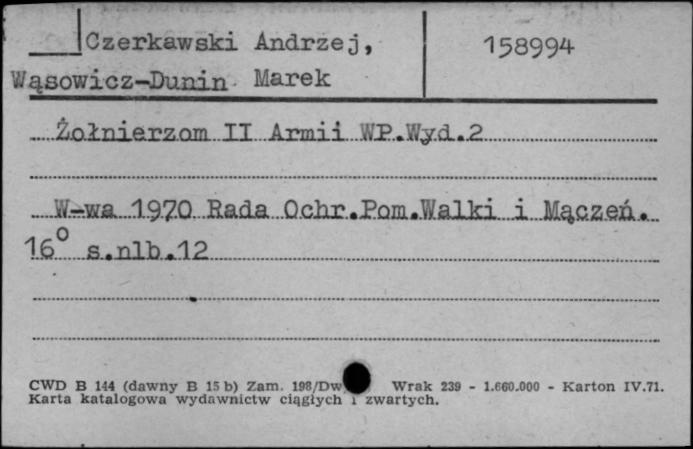 Czerkawski Andrzej, 158994
Wąsowicz-Dunin Marek
Żołnierzom II Armii WP.Wyd.2
W-wa 1970 Rada Ochr.Pom.Walki i Mączeń.
16° s.nlb.12
CWD B 144 (dawny B 15 b) Zam. 198/Dw Wrak 239 - 1.660.000 - Karton IV.71.
Karta katalogowa wydawnictw ciągłych i zwartych.